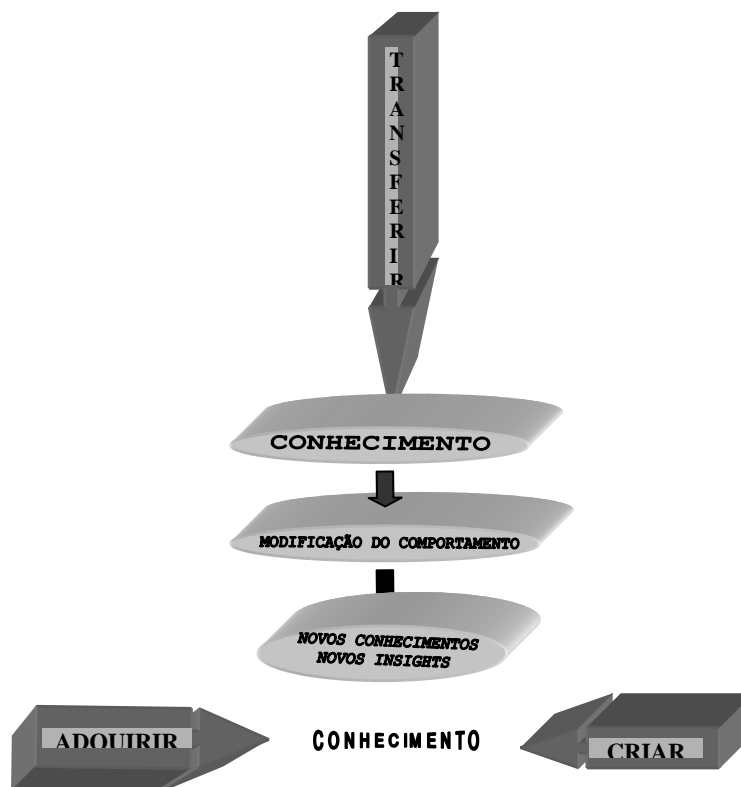 TRANSFERIR
CONHECIMENTO
MODIFICAÇÃO DO COMPORTAMENTO
NOVOS CONHECIMENTOS
NOVOS INSIGHTS
ADQUIRIR
CONHECIMENTO
CRIAR